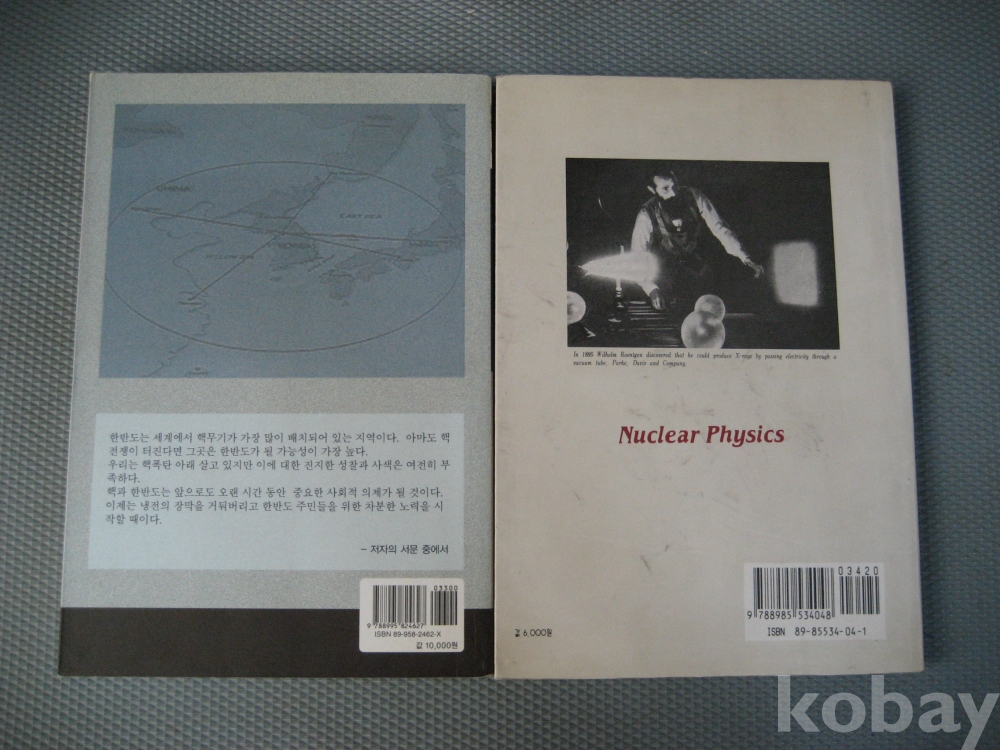 CHINA
EAST SEA
YELLOW SEA
한반도는 세계에서 핵무기가 가장 많이 배치되어 있는 지역이다. 아마도 핵
전쟁이 터진다면 그곳은 한반도가 될 가능성이 가장 높다.
우리는 핵폭탄 아래 살고 있지만 이에 대한 진지한 성찰과 사색은 여전히 부
족하다.
핵과 한반도는 앞으로도 오랜 시간 동안 중요한 사회적 의제가 될 것이다.
이제는 냉전의 장막을 거둬버리고 한반도 주민들을 위한 차분한 노력을 시
작할 때이다.
- 저자의 서문 중에서
03300
9 788995 824627
ISBN 89-958-2462-X
값 10,000원
In 1895 Wilhelm Roentgen discovered that he could produce X-rays by passing electricity through a
vacuum tube. Parke, Davis and Company.
Nuclear Physics
03420
9 788985 534048
ISBN 89-85534-04-1
값 6,000원
kobay